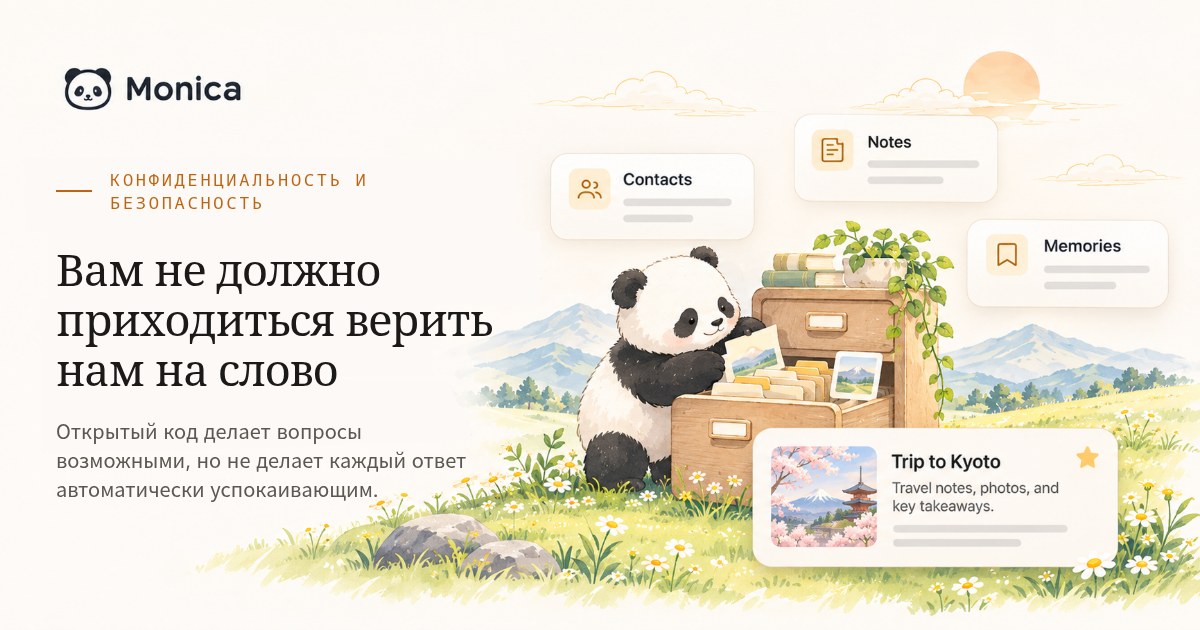 Monica
КОНФИДЕНЦИАЛЬНОСТЬ И
БЕЗОПАСНОСТЬ
Вам не должно
приходиться верить
нам на слово
Открытый код делает вопросы
возможными, но не делает каждый ответ
автоматически успокаивающим.
Contacts
Notes
Memories
Trip to Kyoto
Travel notes, photos, and
key takeaways.